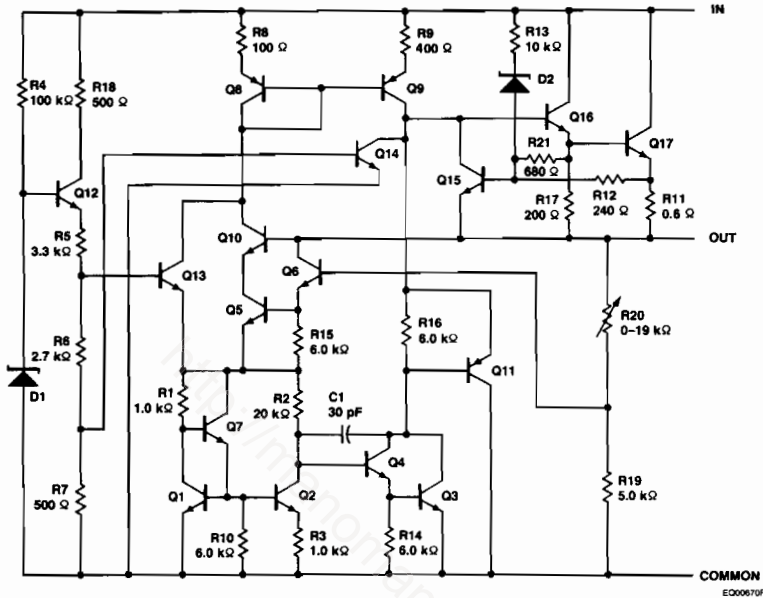 IN
R8
100 Ω
R9
400 Ω
R13
10 kΩ
D2
R4
100 kΩ
R18
500 Ω
Q8
Q9
Q16
Q17
Q14
R21
680 Ω
Q12
Q15
R12
240 Ω
R17
200 Ω
R11
0.6 Ω
R5
3.3 kΩ
OUT
Q10
Q13
Q6
Q5
R15
6.0 kΩ
R16
6.0 kΩ
R20
0–19 kΩ
R6
2.7 kΩ
D1
Q11
R1
1.0 kΩ
R2
20 kΩ
C1
30 pF
Q7
Q4
R7
500 Ω
Q1
Q2
Q3
R19
5.0 kΩ
R10
6.0 kΩ
R3
1.0 kΩ
R14
6.0 kΩ
COMMON